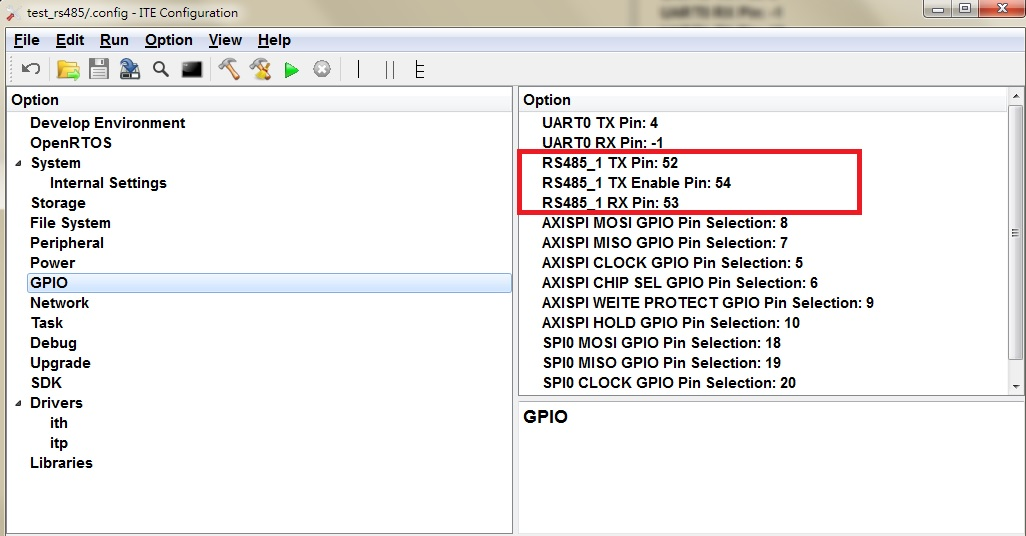 UART0 RX Pin: -1
test_rs485/.config - ITE Configuration
File Edit Run Option View Help
Option
Develop Environment
OpenRTOS
System
Internal Settings
Storage
File System
Peripheral
Power
GPIO
Network
Task
Debug
Upgrade
SDK
Drivers
ith
itp
Libraries
Option
UART0 TX Pin: 4
UART0 RX Pin: -1
RS485_1 TX Pin: 52
RS485_1 TX Enable Pin: 54
RS485_1 RX Pin: 53
AXISPI MOSI GPIO Pin Selection: 8
AXISPI MISO GPIO Pin Selection: 7
AXISPI CLOCK GPIO Pin Selection: 5
AXISPI CHIP SEL GPIO Pin Selection: 6
AXISPI WEITE PROTECT GPIO Pin Selection: 9
AXISPI HOLD GPIO Pin Selection: 10
SPI0 MOSI GPIO Pin Selection: 18
SPI0 MISO GPIO Pin Selection: 19
SPI0 CLOCK GPIO Pin Selection: 20
GPIO